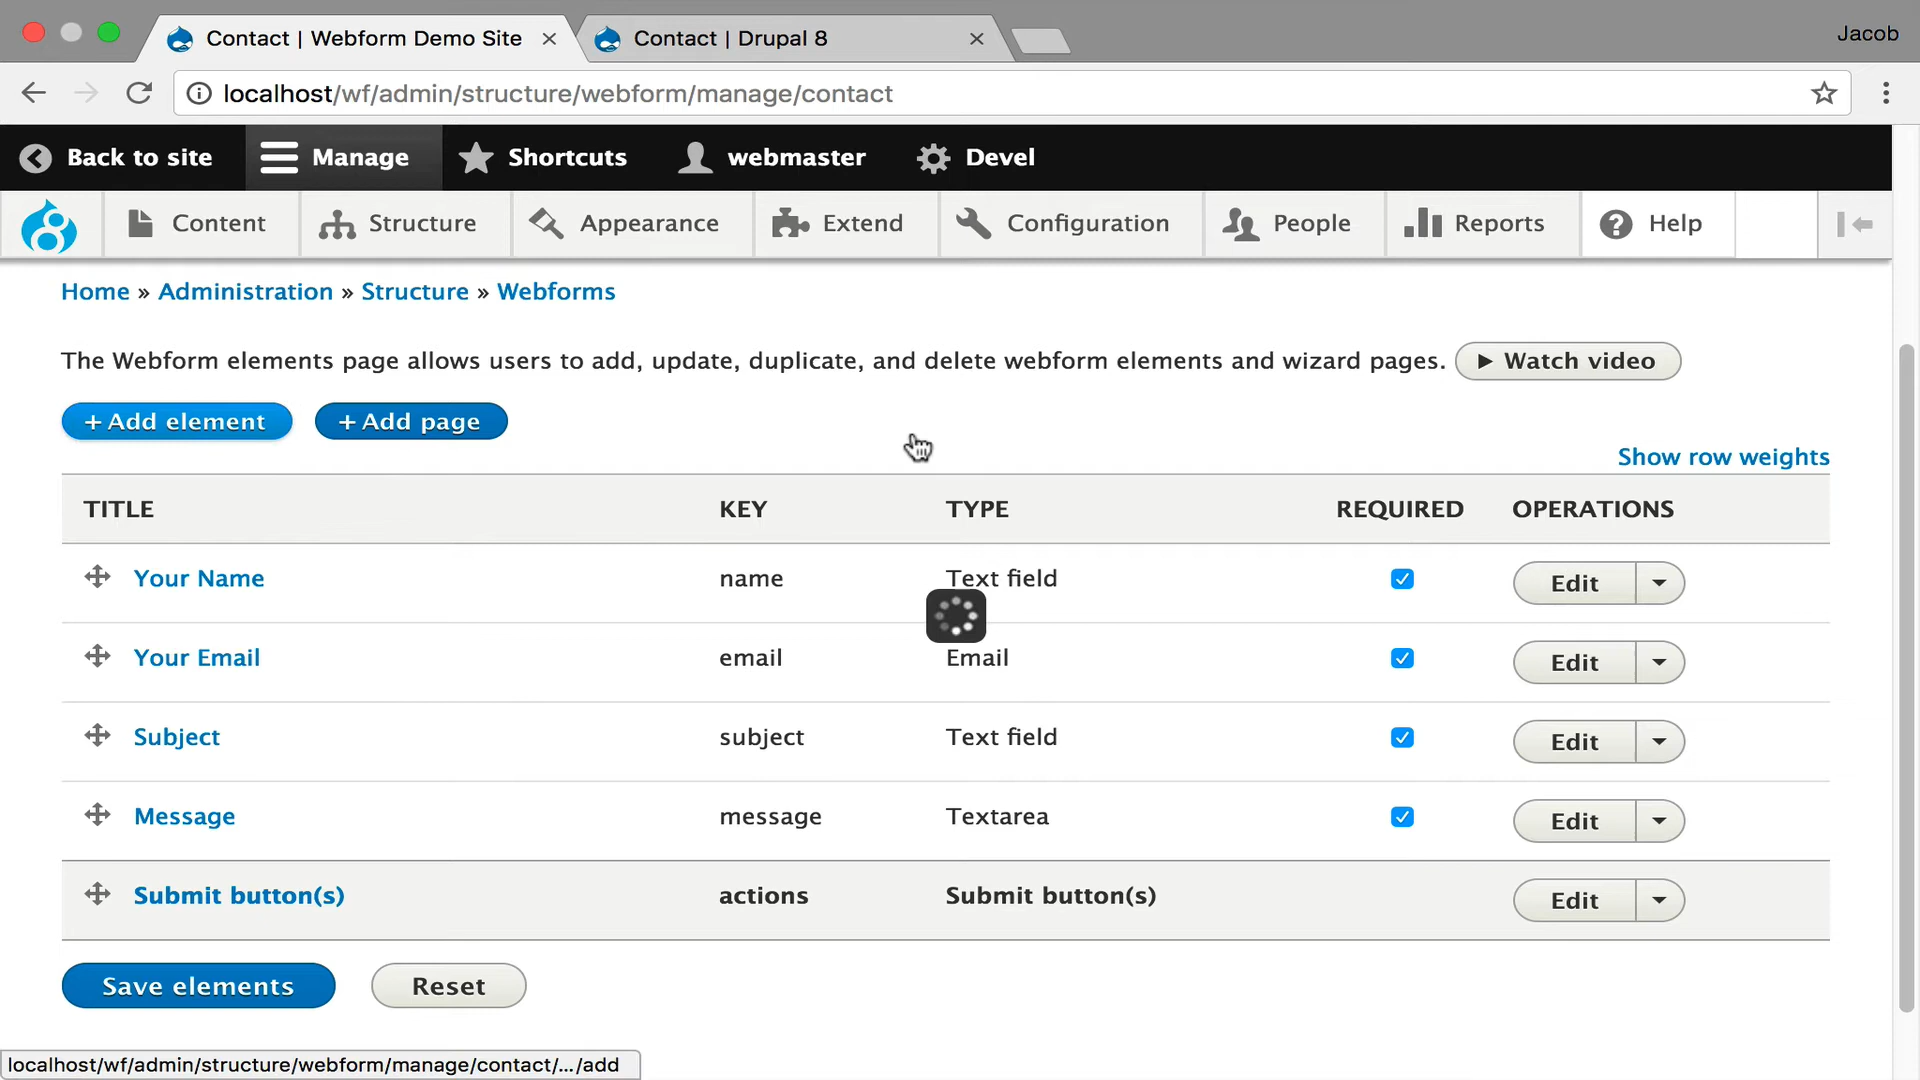 Contact | Webform Demo Site
Contact | Drupal 8
Jacob
localhost/wf/admin/structure/webform/manage/contact
Back to site
Manage
Shortcuts
webmaster
Devel
Content
Structure
Appearance
Extend
Configuration
People
Reports
Help
Home » Administration » Structure » Webforms
The Webform elements page allows users to add, update, duplicate, and delete webform elements and wizard pages.
Watch video
+ Add element
+ Add page
Show row weights
TITLE KEY TYPE REQUIRED OPERATIONS
Your Name name Text field Edit
Your Email email Email Edit
Subject subject Text field Edit
Message message Textarea Edit
Submit button(s) actions Submit button(s) Edit
Save elements
Reset
localhost/wf/admin/structure/webform/manage/contact/.../add